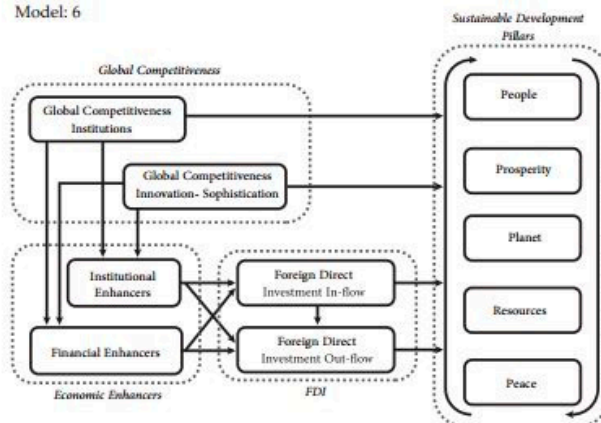 Model: 6
Sustainable Development
Pillars
Global Competitiveness
Global Competitiveness
Institutions
People
Global Competitiveness
Innovation- Sophistication
Prosperity
Planet
Institutional
Enhancers
Foreign Direct
Investment In-flow
Resources
Financial Enhancers
Foreign Direct
Investment Out-flow
Peace
Economic Enhancers
FDI